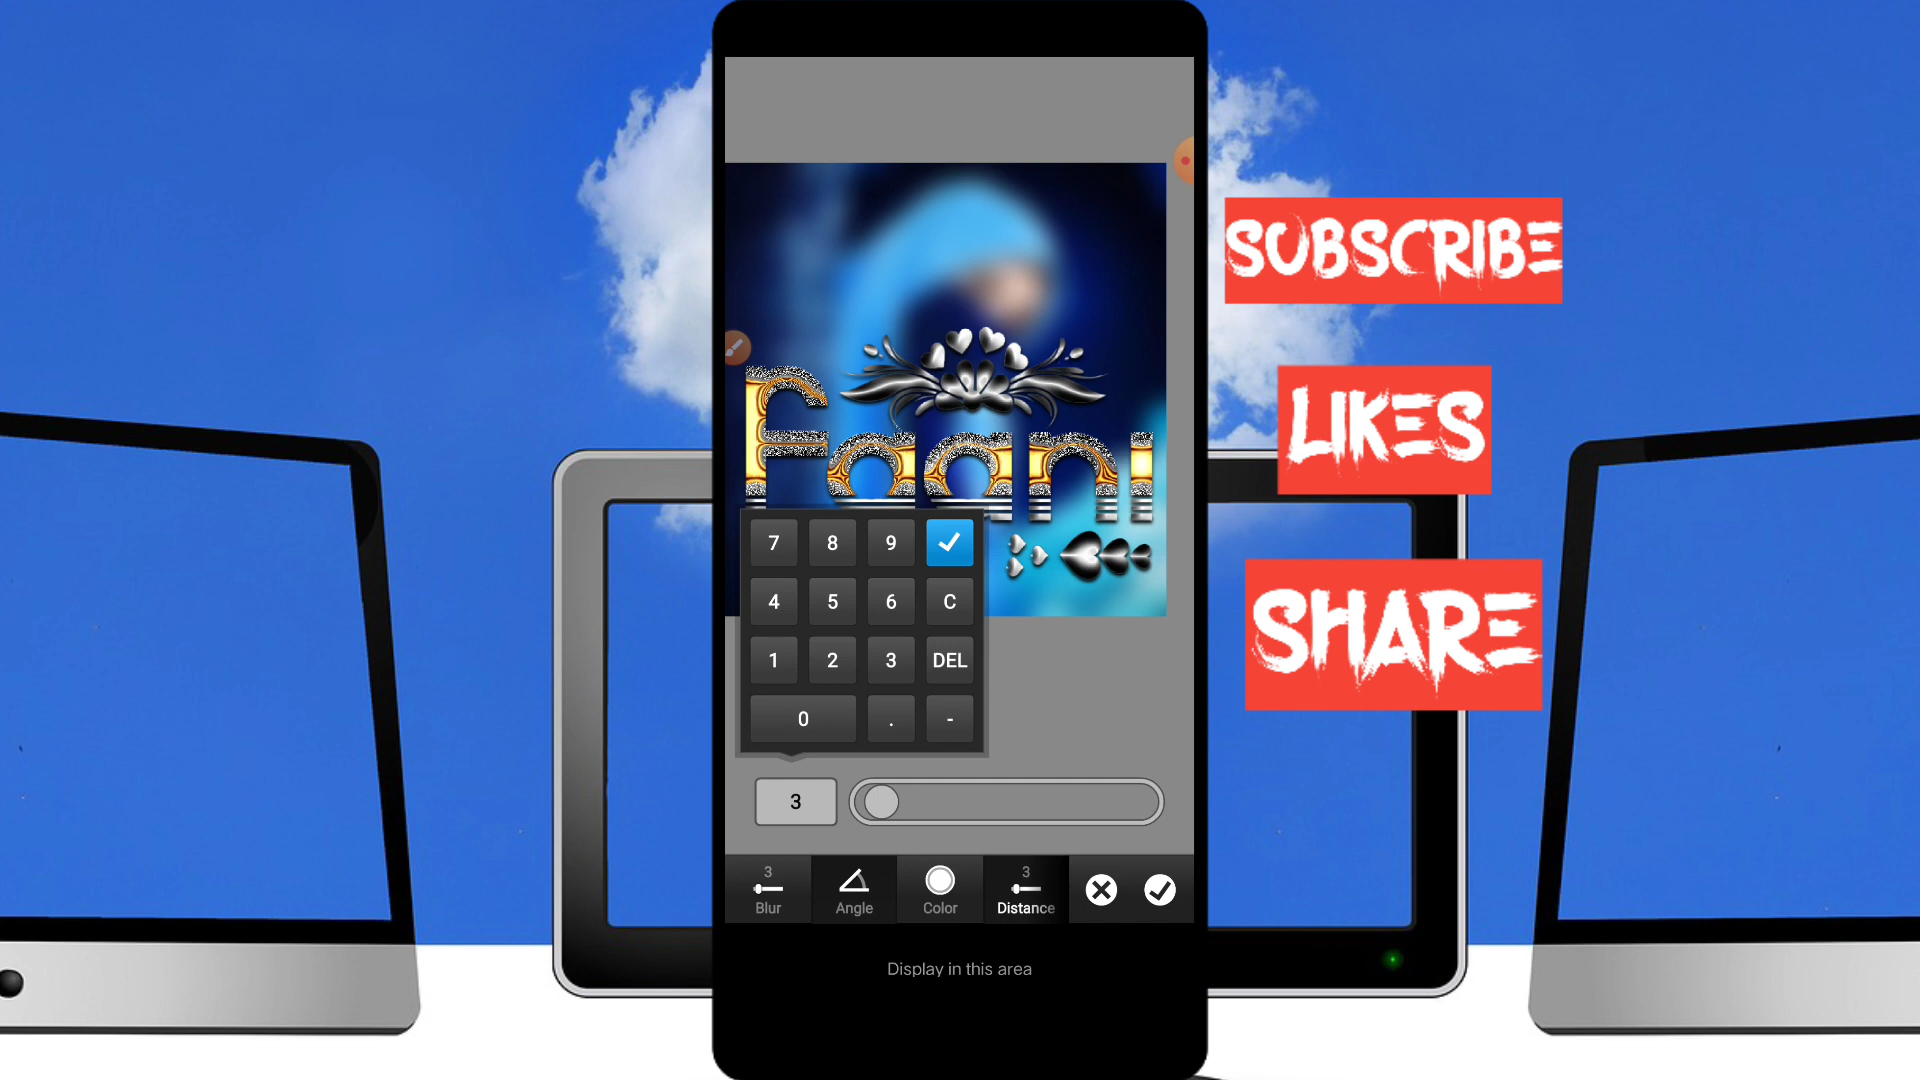 SUBSCRIBE
LIKES
SHARE
Faani
7 8 9
4 5 6 C
1 2 3 DEL
0 . -
3
3 3
Blur Angle Color Distance
Display in this area